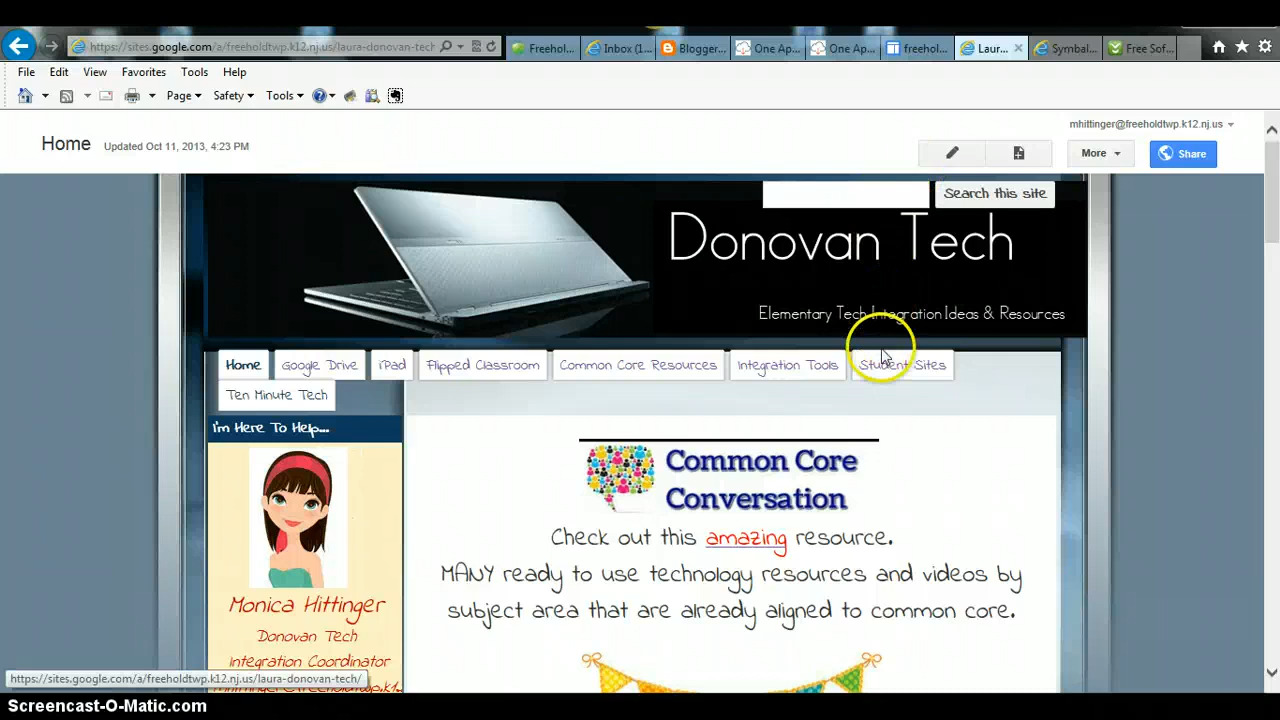 https://sites.google.com/a/freeholdtwp.k12.nj.us/laura-donovan-tech
Freehol...
Inbox (1...
Blogger...
One Ap...
One Ap...
freehol...
Laur...
Symbal...
Free Sof...
File Edit View Favorites Tools Help
Page Safety Tools
mhittinger@freeholdtwp.k12.nj.us
Home Updated Oct 11, 2013, 4:23 PM
More
Share
Search this site
Donovan Tech
Elementary Tech Integration Ideas & Resources
Home Google Drive iPad Flipped Classroom Common Core Resources Integration Tools Student Sites
Ten Minute Tech
I'm Here To Help...
Common Core
Conversation
Check out this amazing resource.
MANY ready to use technology resources and videos by
subject area that are already aligned to common core.
Monica Hittinger
Donovan Tech
Integration Coordinator
https://sites.google.com/a/freeholdtwp.k12.nj.us/laura-donovan-tech/
Screencast-O-Matic.com